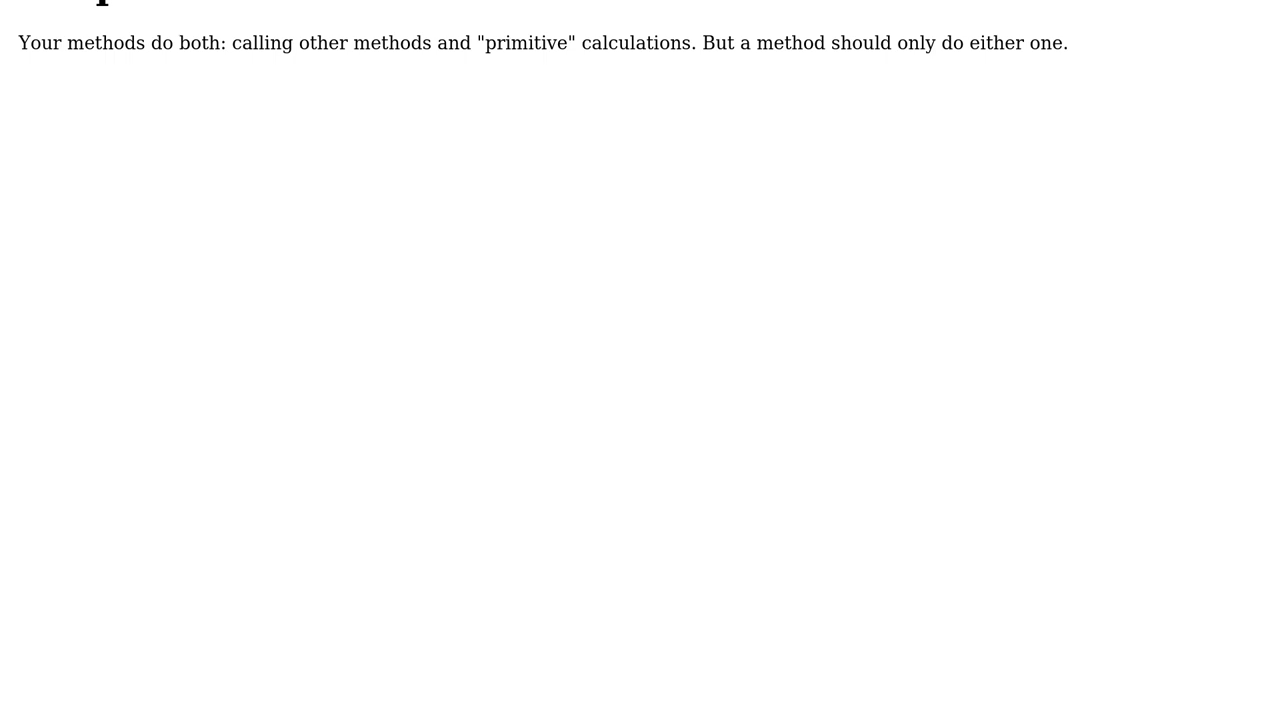 Your methods do both: calling other methods and "primitive" calculations. But a method should only do either one.